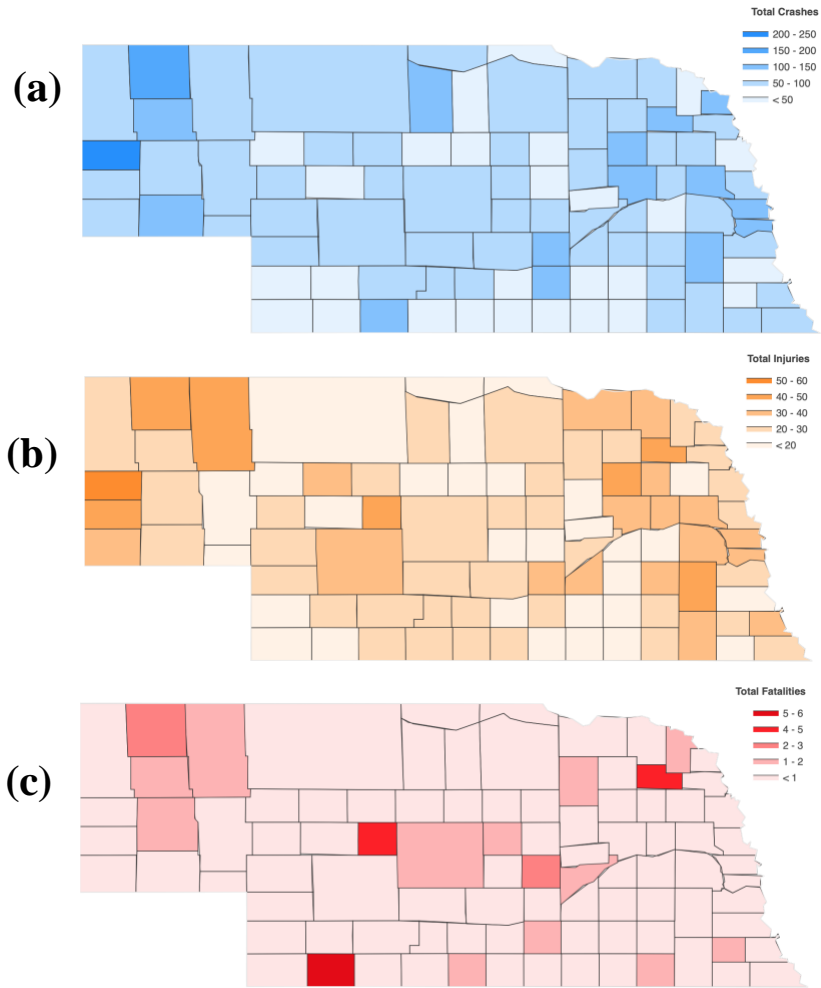 Total Crashes
(a)
200 - 250
150 - 200
100 - 150
50 - 100
< 50
Total Injuries
(b)
50 - 60
40 - 50
30 - 40
20 - 30
< 20
Total Fatalities
(c)
5 - 6
4 - 5
2 - 3
1 - 2
< 1